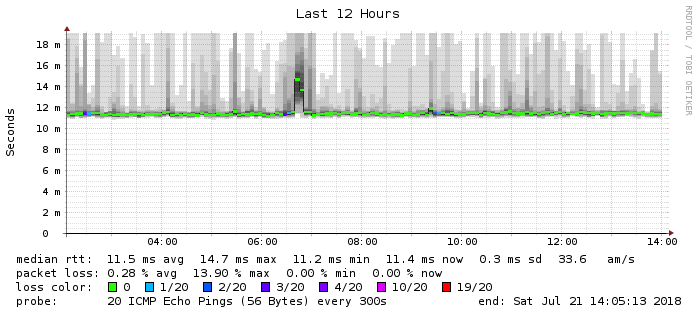 Last 12 Hours
RRDTOOL / TOBI OETIKER
Seconds
18 m
16 m
14 m
12 m
10 m
8 m
6 m
4 m
2 m
0
04:00 06:00 08:00 10:00 12:00 14:00
median rtt: 11.5 ms avg 14.7 ms max 11.2 ms min 11.4 ms now 0.3 ms sd 33.6 am/s
packet loss: 0.28 % avg 13.90 % max 0.00 % min 0.00 % now
loss color: 0 1/20 2/20 3/20 4/20 10/20 19/20
probe: 20 ICMP Echo Pings (56 Bytes) every 300s end: Sat Jul 21 14:05:13 2018